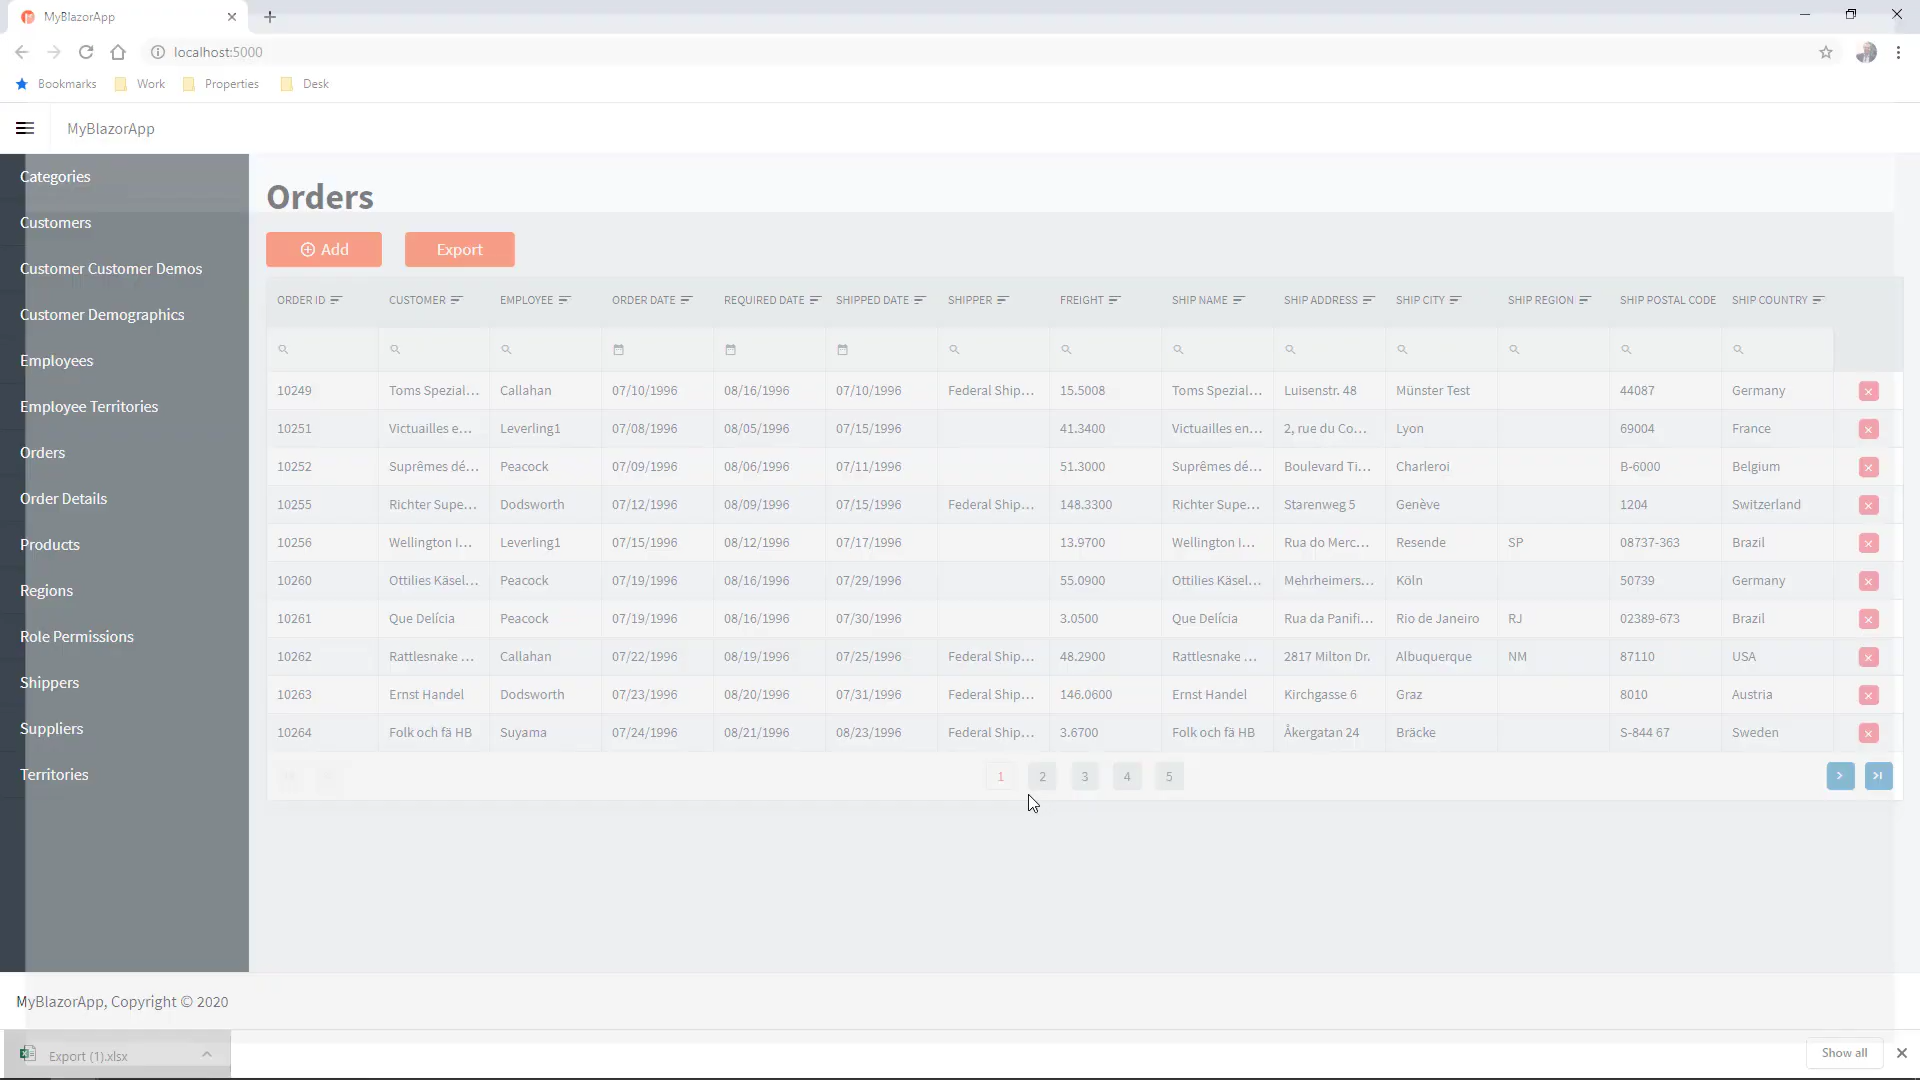 MyBlazorApp
localhost:5000
Bookmarks Work Properties Desk
MyBlazorApp
Categories
Customers
Customer Customer Demos
Customer Demographics
Employees
Employee Territories
Orders
Order Details
Products
Regions
Role Permissions
Shippers
Suppliers
Territories
Orders
Add Export
ORDER ID CUSTOMER EMPLOYEE ORDER DATE REQUIRED DATE SHIPPED DATE SHIPPER FREIGHT SHIP NAME SHIP ADDRESS SHIP CITY SHIP REGION SHIP POSTAL CODE SHIP COUNTRY
10249 Toms Spezial... Callahan 07/10/1996 08/16/1996 07/10/1996 Federal Ship... 15.5008 Toms Spezial... Luisenstr. 48 Münster Test 44087 Germany
10251 Victuailles e... Leverling1 07/08/1996 08/05/1996 07/15/1996 41.3400 Victuailles en... 2, rue du Co... Lyon 69004 France
10252 Suprêmes dé... Peacock 07/09/1996 08/06/1996 07/11/1996 51.3000 Suprêmes dé... Boulevard Ti... Charleroi B-6000 Belgium
10255 Richter Supe... Dodsworth 07/12/1996 08/09/1996 07/15/1996 Federal Ship... 148.3300 Richter Supe... Starenweg 5 Genève 1204 Switzerland
10256 Wellington I... Leverling1 07/15/1996 08/12/1996 07/17/1996 13.9700 Wellington I... Rua do Merc... Resende SP 08737-363 Brazil
10260 Ottilies Käsel... Peacock 07/19/1996 08/16/1996 07/29/1996 55.0900 Ottilies Käsel... Mehrheimers... Köln 50739 Germany
10261 Que Delícia Peacock 07/19/1996 08/16/1996 07/30/1996 3.0500 Que Delícia Rua da Panifi... Rio de Janeiro RJ 02389-673 Brazil
10262 Rattlesnake ... Callahan 07/22/1996 08/19/1996 07/25/1996 Federal Ship... 48.2900 Rattlesnake ... 2817 Milton Dr. Albuquerque NM 87110 USA
10263 Ernst Handel Dodsworth 07/23/1996 08/20/1996 07/31/1996 Federal Ship... 146.0600 Ernst Handel Kirchgasse 6 Graz 8010 Austria
10264 Folk och fä HB Suyama 07/24/1996 08/21/1996 08/23/1996 Federal Ship... 3.6700 Folk och fä HB Åkergatan 24 Bräcke S-844 67 Sweden
1 2 3 4 5
MyBlazorApp, Copyright © 2020
Export (1).xlsx
Show all